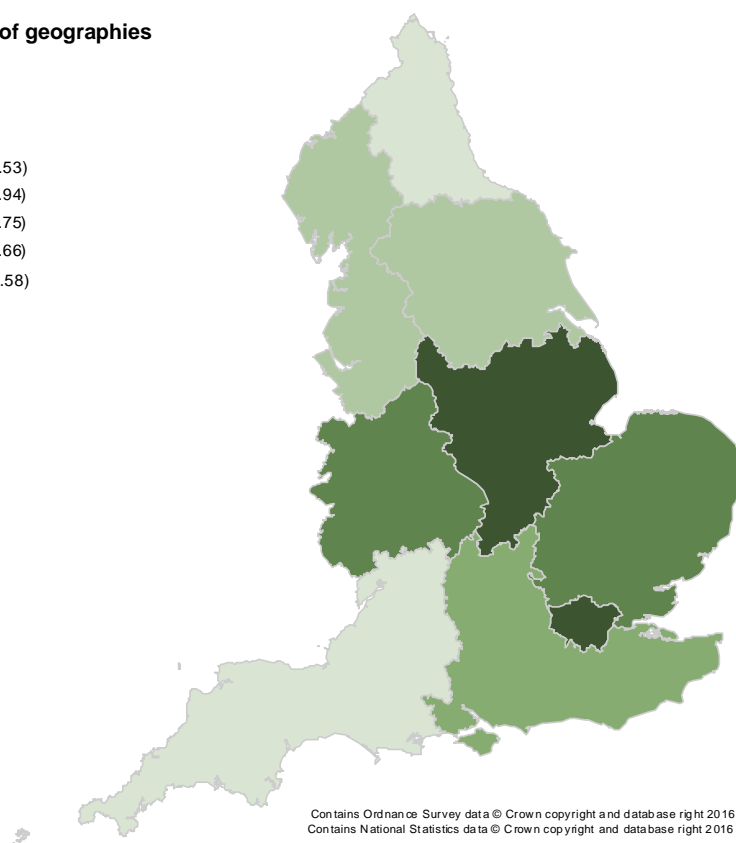 of geographies
.53)
.94)
.75)
.66)
.58)
Contains Ordnance Survey data © Crown copyright and database right 2016
Contains National Statistics data © Crown copyright and database right 2016